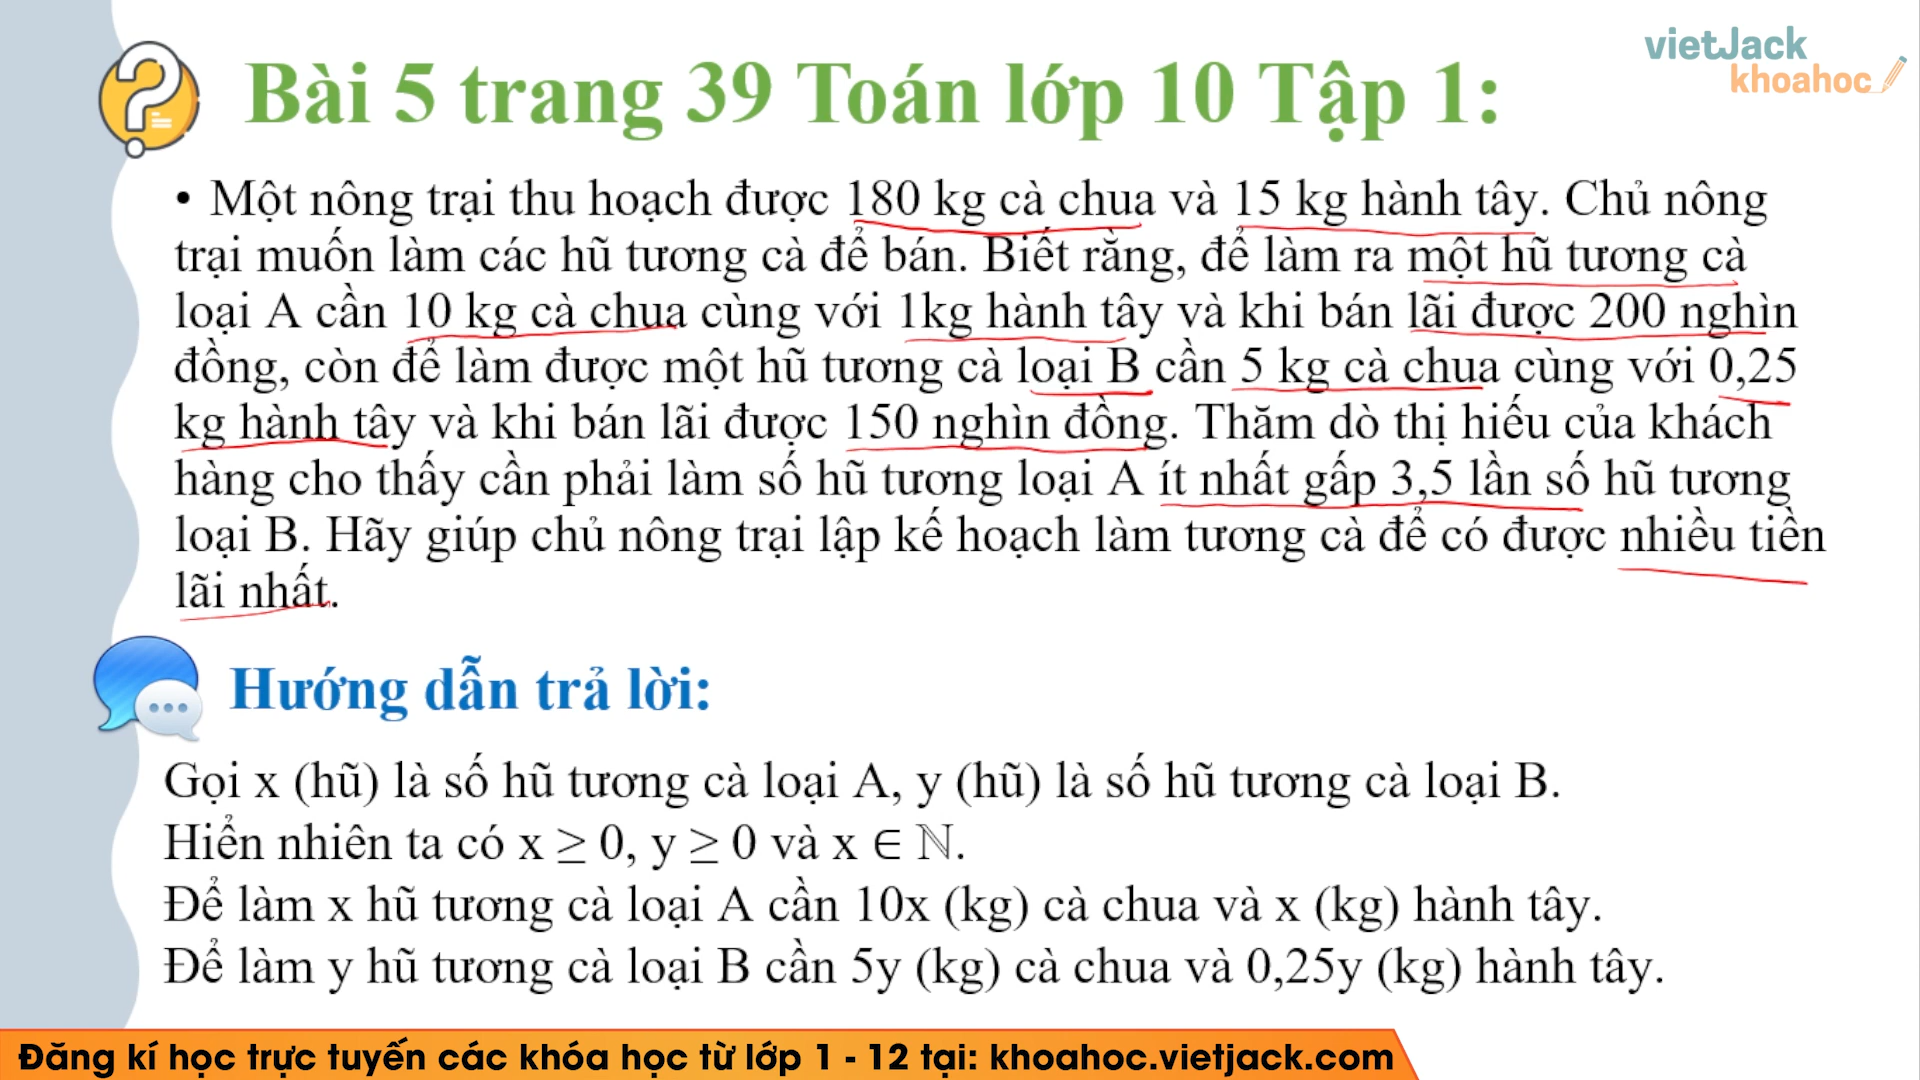 vietJack
khoahoc
Bài 5 trang 39 Toán lớp 10 Tập 1:
• Một nông trại thu hoạch được 180 kg cà chua và 15 kg hành tây. Chủ nông
trại muốn làm các hũ tương cà để bán. Biết rằng, để làm ra một hũ tương cà
loại A cần 10 kg cà chua cùng với 1kg hành tây và khi bán lãi được 200 nghìn
đồng, còn để làm được một hũ tương cà loại B cần 5 kg cà chua cùng với 0,25
kg hành tây và khi bán lãi được 150 nghìn đồng. Thăm dò thị hiếu của khách
hàng cho thấy cần phải làm số hũ tương loại A ít nhất gấp 3,5 lần số hũ tương
loại B. Hãy giúp chủ nông trại lập kế hoạch làm tương cà để có được nhiều tiền
lãi nhất.
Hướng dẫn trả lời:
Gọi x (hũ) là số hũ tương cà loại A, y (hũ) là số hũ tương cà loại B.
Hiển nhiên ta có x ≥ 0, y ≥ 0 và x ∈ ℕ.
Để làm x hũ tương cà loại A cần 10x (kg) cà chua và x (kg) hành tây.
Để làm y hũ tương cà loại B cần 5y (kg) cà chua và 0,25y (kg) hành tây.
Đăng kí học trực tuyến các khóa học từ lớp 1 - 12 tại: khoahoc.vietjack.com